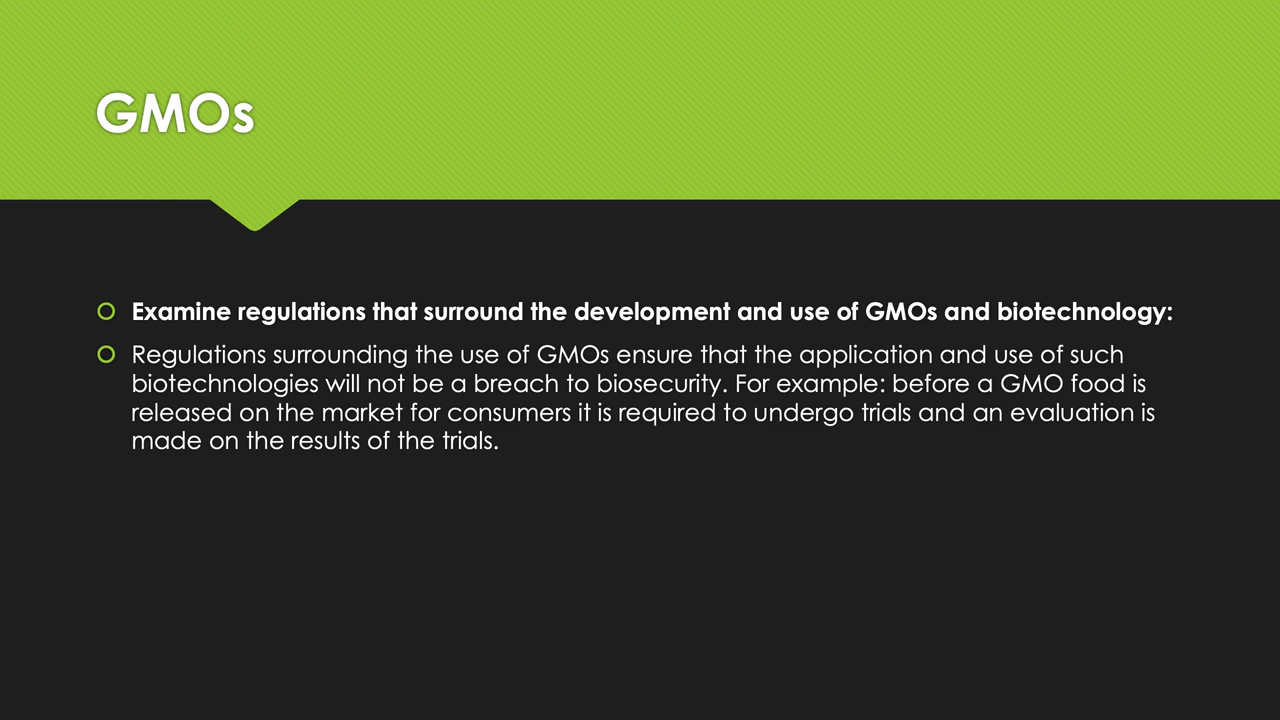 GMOs
Examine regulations that surround the development and use of GMOs and biotechnology:
Regulations surrounding the use of GMOs ensure that the application and use of such
biotechnologies will not be a breach to biosecurity. For example: before a GMO food is
released on the market for consumers it is required to undergo trials and an evaluation is
made on the results of the trials.